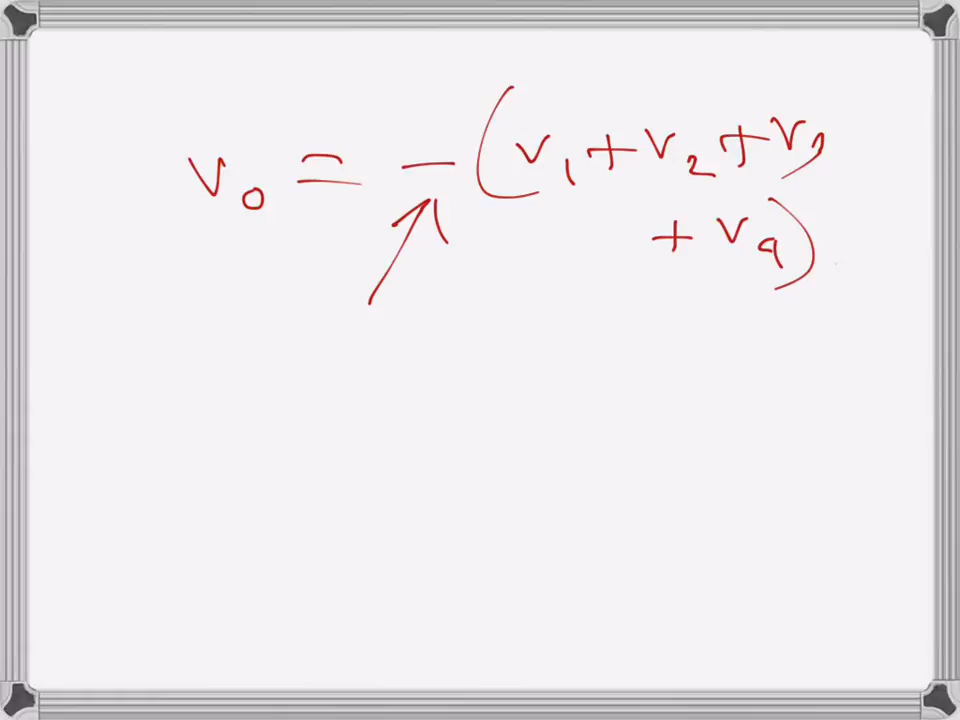 v₀ = - (v₁ + v₂ + v₃
+ v₄)